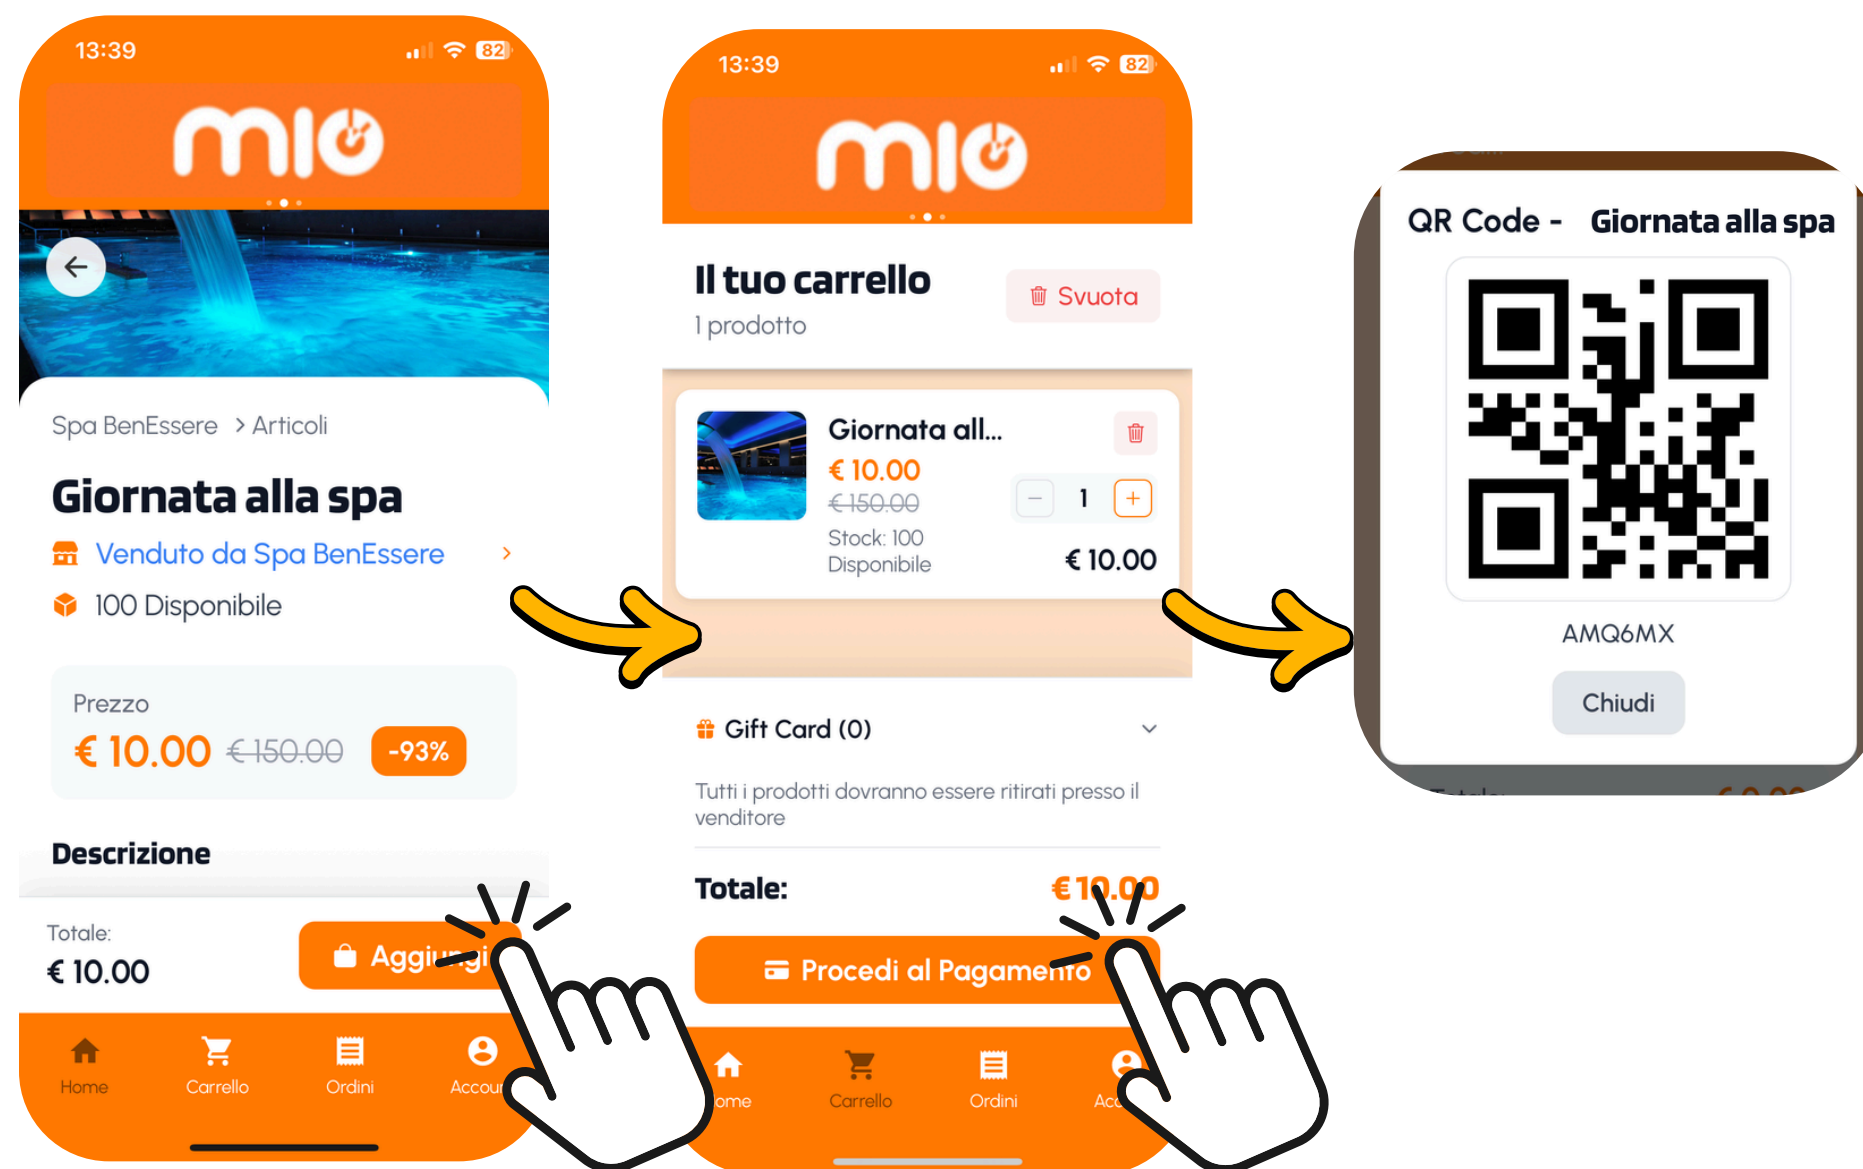 13:39
82
mio
Spa BenEssere > Articoli
Giornata alla spa
Venduto da Spa BenEssere >
100 Disponibile
Prezzo
€ 10.00 € 150.00 -93%
Descrizione
Totale:
€ 10.00
Aggiungi
Home Carrello Ordini
13:39
82
mio
Il tuo carrello
Svuota
1 prodotto
Giornata all...
€ 10.00
€ 150.00
1
Stock: 100
Disponibile
€ 10.00
Gift Card (0)
Tutti i prodotti dovranno essere ritirati presso il
venditore
Totale:
€ 10.00
Procedi al Pagamento
Carrello Ordini
QR Code - Giornata alla spa
AMQ6MX
Chiudi